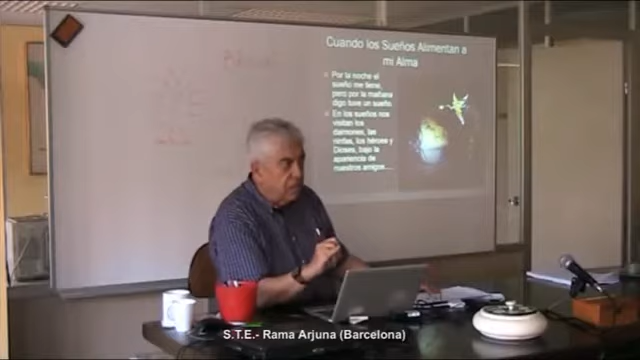 Cuando los Sueños Alimentan a
mi Alma
Por la noche el
sueño me tiene,
pero por la mañana
digo tuve un sueño.
En los sueños nos
visitan los
daimones, las
ninfas, los héroes y
Dioses, bajo la
apariencia de
nuestros amigos....
S.T.E.- Rama Arjuna (Barcelona)